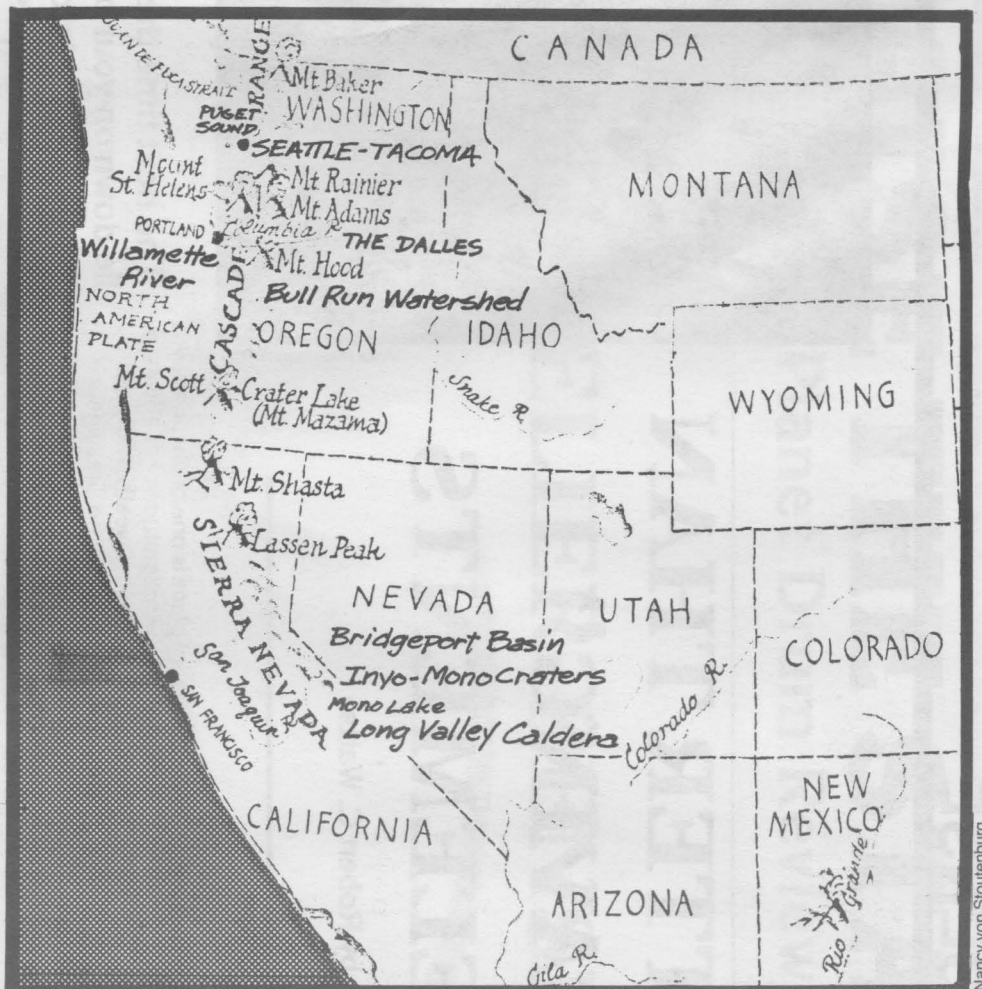 CANADA
JUAN DE FUCA STRAIT
RANGE
Mt Baker
WASHINGTON
PUGET
SOUND
SEATTLE-TACOMA
MONTANA
Mount
St. Helens
Mt Rainier
Mt. Adams
PORTLAND
Columbia R.
THE DALLES
Willamette
River
Mt. Hood
Bull Run Watershed
NORTH
AMERICAN
PLATE
CASCADE
OREGON
IDAHO
Mt. Scott
Crater Lake
(Mt. Mazama)
Snake R.
WYOMING
Mt. Shasta
Lassen Peak
SIERRA NEVADA
NEVADA
UTAH
COLORADO
Bridgeport Basin
Inyo-Mono Craters
Mono Lake
Long Valley Caldera
San Joaquin R.
SAN FRANCISCO
Colorado R.
CALIFORNIA
NEW
MEXICO
ARIZONA
Rio Grande
Gila R.
Nancy von Stoutenburg